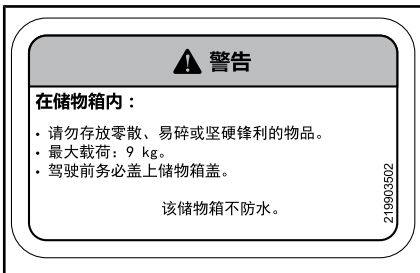 警告
在储物箱内：
· 请勿存放零散、易碎或坚硬锋利的物品。
· 最大载荷：9 kg。
· 驾驶前务必盖上储物箱盖。
该储物箱不防水。
219903502